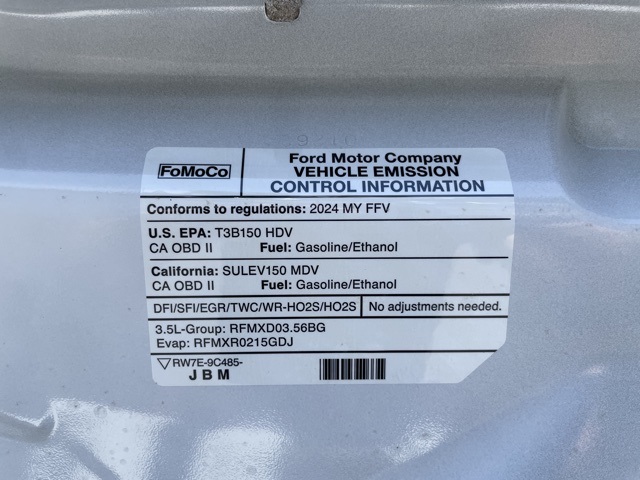 FoMoCo
Ford Motor Company
VEHICLE EMISSION
CONTROL INFORMATION
Conforms to regulations: 2024 MY FFV
U.S. EPA: T3B150 HDV
CA OBD II Fuel: Gasoline/Ethanol
California: SULEV150 MDV
CA OBD II Fuel: Gasoline/Ethanol
DFI/SFI/EGR/TWC/WR-HO2S/HO2S No adjustments needed.
3.5L-Group: RFMXD03.56BG
Evap: RFMXR0215GDJ
RW7E-9C485-
JBM